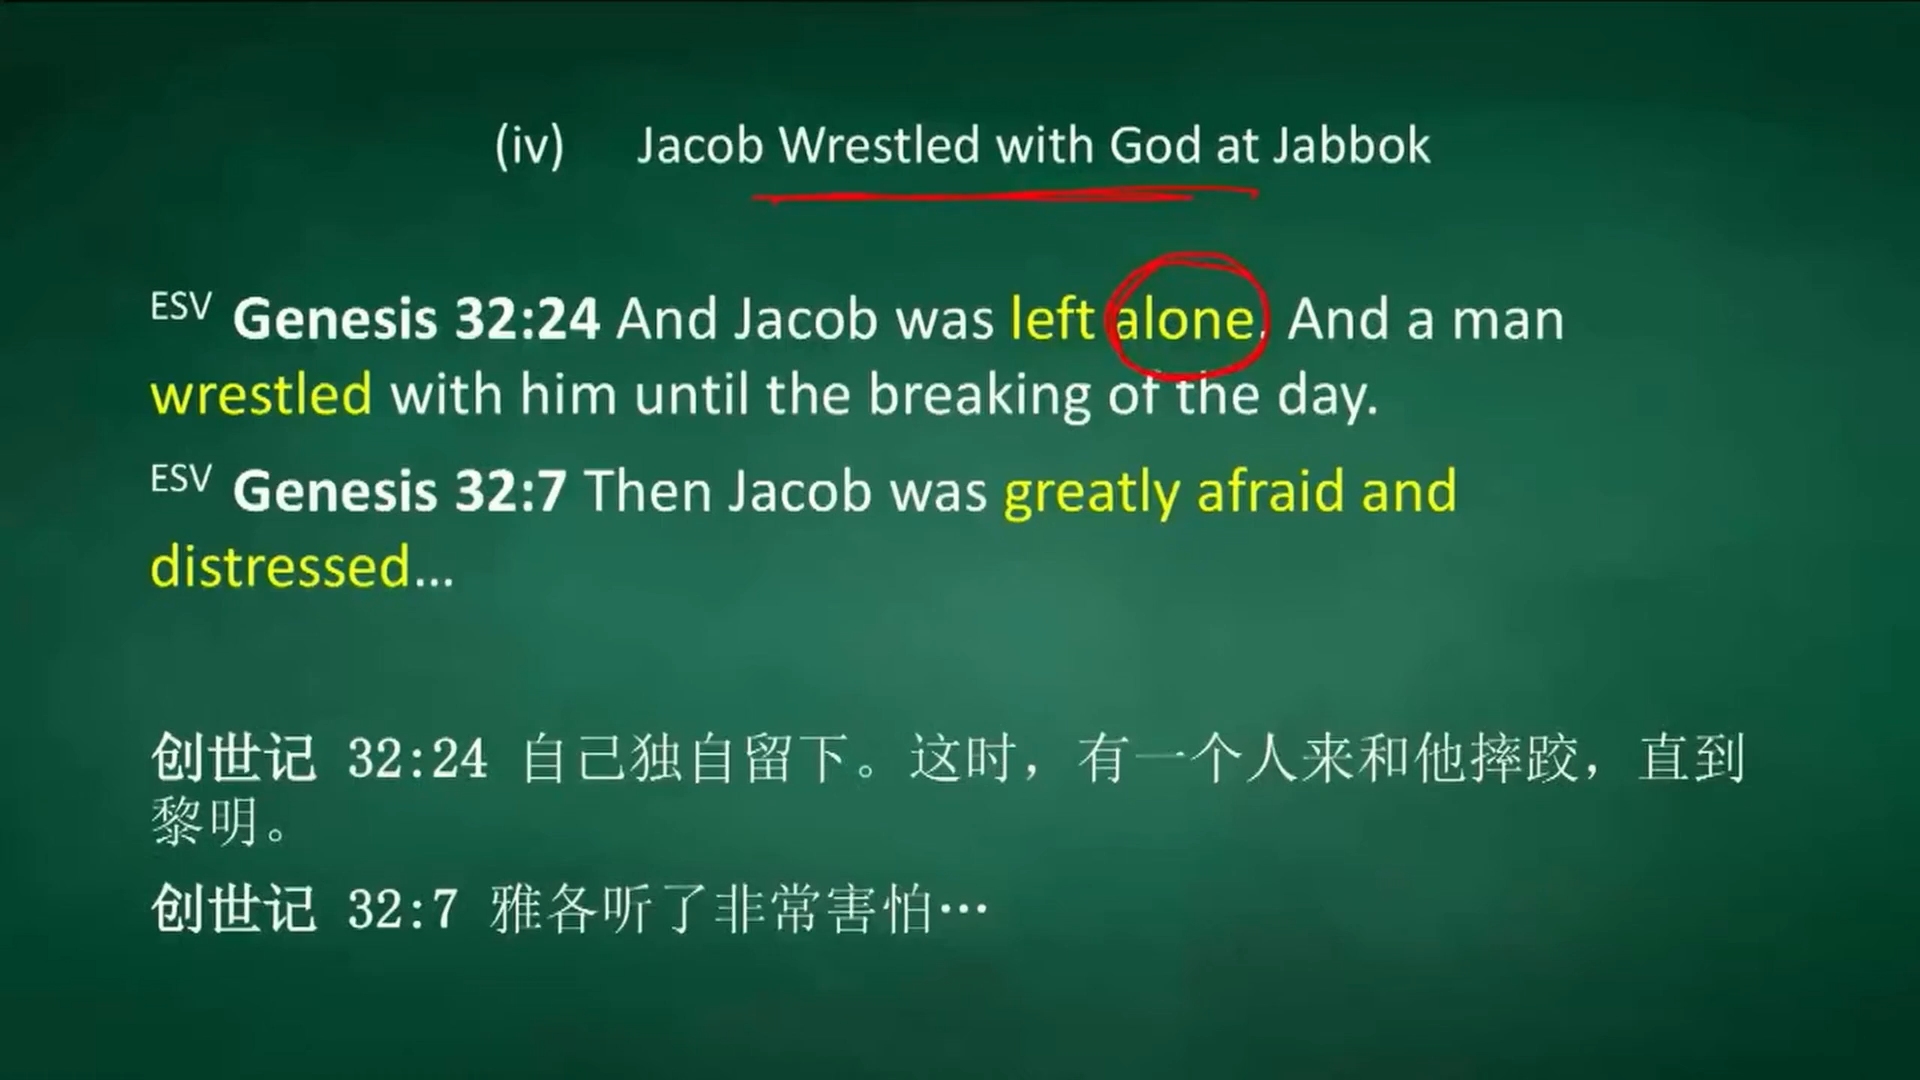 (iv) Jacob Wrestled with God at Jabbok
ESV Genesis 32:24 And Jacob was left alone. And a man
wrestled with him until the breaking of the day.
ESV Genesis 32:7 Then Jacob was greatly afraid and
distressed...
创世记 32:24 自己独自留下。这时，有一个人来和他摔跤，直到
黎明。
创世记 32:7 雅各听了非常害怕…